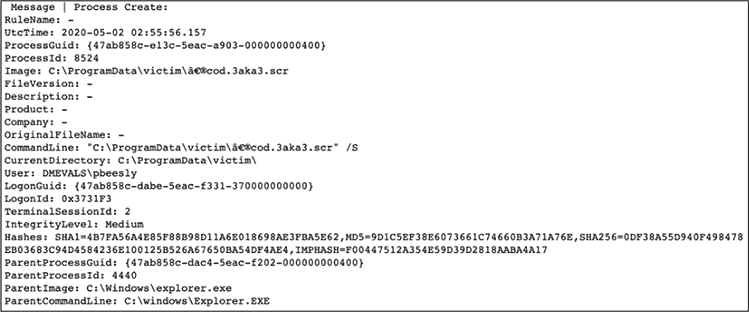 Message | Process Create:
RuleName: -
UtcTime: 2020-05-02 02:55:56.157
ProcessGuid: {47ab858c-e13c-5eac-a903-000000000400}
ProcessId: 8524
Image: C:\ProgramData\victim\â€®cod.3aka3.scr
FileVersion: -
Description: -
Product: -
Company: -
OriginalFileName: -
CommandLine: "C:\ProgramData\victim\â€®cod.3aka3.scr" /S
CurrentDirectory: C:\ProgramData\victim\
User: DMEVALS\pbeesly
LogonGuid: {47ab858c-dabe-5eac-f331-370000000000}
LogonId: 0x3731F3
TerminalSessionId: 2
IntegrityLevel: Medium
Hashes: SHA1=4B7FA56A4E85F88B98D11A6E018698AE3FBA5E62,MD5=9D1C5EF38E6073661C74660B3A71A76E,SHA256=0DF38A55D940F498478
EB03683C94D4584236E100125B526A67650BA54DF4AE4,IMPHASH=F00447512A354E59D39D2818AABA4A17
ParentProcessGuid: {47ab858c-dac4-5eac-f202-000000000400}
ParentProcessId: 4440
ParentImage: C:\Windows\explorer.exe
ParentCommandLine: C:\windows\Explorer.EXE